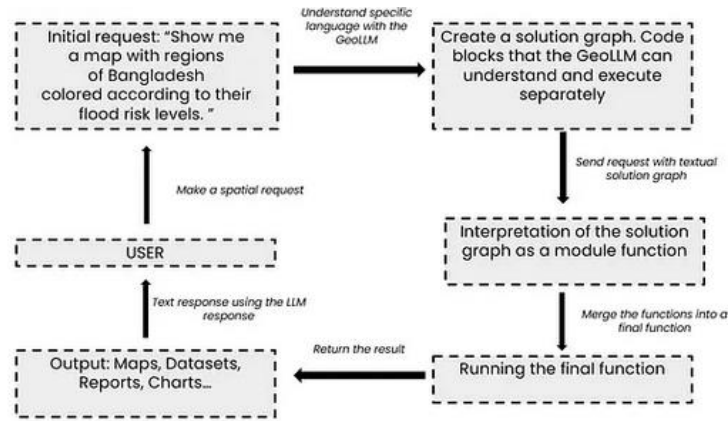 Initial request: “Show me
a map with regions
of Bangladesh
colored according to their
flood risk levels. ”
Understand specific
language with the
GeoLLM
Create a solution graph. Code
blocks that the GeoLLM can
understand and execute
separately
Send request with textual
solution graph
Interpretation of the solution
graph as a module function
Merge the functions into a
final function
Running the final function
Return the result
Output: Maps, Datasets,
Reports, Charts...
Text response using the LLM
response
USER
Make a spatial request